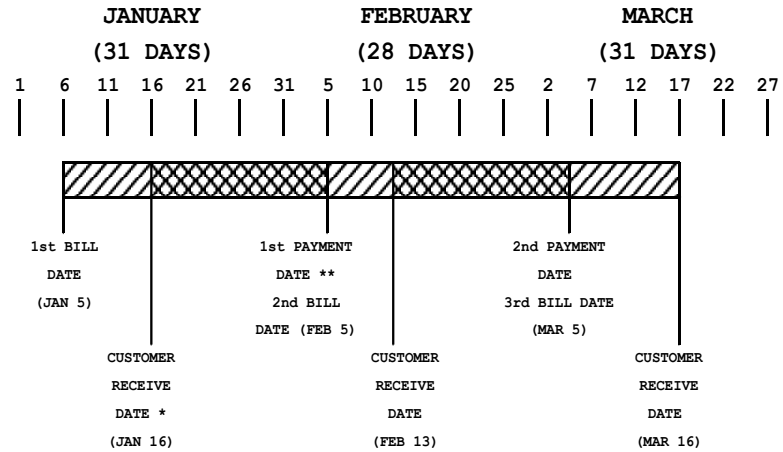 JANUARY FEBRUARY MARCH
(31 DAYS) (28 DAYS) (31 DAYS)
1 6 11 16 21 26 31 5 10 15 20 25 2 7 12 17 22 27
1st BILL
DATE
(JAN 5)
1st PAYMENT
DATE **
2nd BILL
DATE (FEB 5)
2nd PAYMENT
DATE
3rd BILL DATE
(MAR 5)
CUSTOMER
RECEIVE
DATE *
(JAN 16)
CUSTOMER
RECEIVE
DATE
(FEB 13)
CUSTOMER
RECEIVE
DATE
(MAR 16)